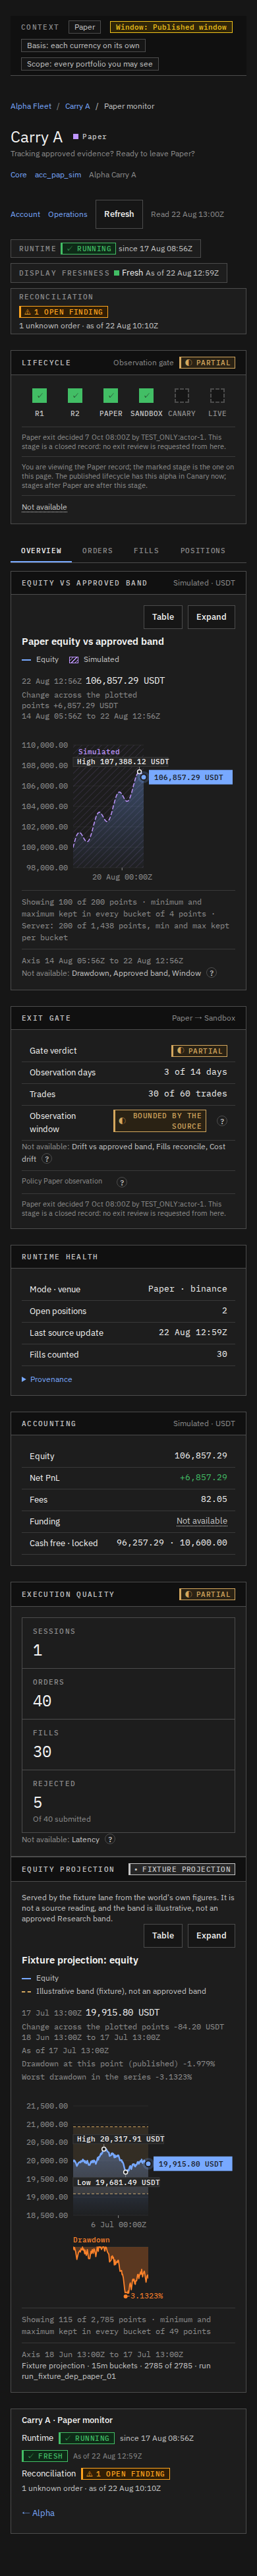 CONTEXT Paper Window: Published window
Basis: each currency on its own
Scope: every portfolio you may see
Alpha Fleet / Carry A / Paper monitor
Carry A Paper
Tracking approved evidence? Ready to leave Paper?
Core acc_pap_sim Alpha Carry A
Account Operations Refresh Read 22 Aug 13:00Z
RUNTIME ✓ RUNNING since 17 Aug 08:56Z
DISPLAY FRESHNESS Fresh As of 22 Aug 12:59Z
RECONCILIATION
⚠ 1 OPEN FINDING
1 unknown order · as of 22 Aug 10:10Z
LIFECYCLE Observation gate PARTIAL
R1 R2 PAPER SANDBOX CANARY LIVE
Paper exit decided 7 Oct 08:00Z by TEST_ONLY:actor-1. This
stage is a closed record: no exit review is requested from here.
You are viewing the Paper record; the marked stage is the one on
this page. The published lifecycle has this alpha in Canary now;
stages after Paper are after this stage.
Not available
OVERVIEW ORDERS FILLS POSITIONS
EQUITY VS APPROVED BAND Simulated · USDT
Table Expand
Paper equity vs approved band
Equity Simulated
22 Aug 12:56Z 106,857.29 USDT
Change across the plotted
points +6,857.29 USDT
14 Aug 05:56Z to 22 Aug 12:56Z
110,000.00
Simulated
108,000.00 High 107,388.12 USDT
106,857.29 USDT
106,000.00
104,000.00
102,000.00
100,000.00
98,000.00
20 Aug 00:00Z
Showing 100 of 200 points · minimum and
maximum kept in every bucket of 4 points ·
Server: 200 of 1,438 points, min and max kept
per bucket
Axis 14 Aug 05:56Z to 22 Aug 12:56Z
Not available: Drawdown, Approved band, Window ?
EXIT GATE Paper → Sandbox
Gate verdict PARTIAL
Observation days 3 of 14 days
Trades 30 of 60 trades
Observation
window
BOUNDED BY THE
SOURCE ?
Not available: Drift vs approved band, Fills reconcile, Cost
drift ?
Policy Paper observation ?
Paper exit decided 7 Oct 08:00Z by TEST_ONLY:actor-1. This
stage is a closed record: no exit review is requested from here.
RUNTIME HEALTH
Mode · venue Paper · binance
Open positions 2
Last source update 22 Aug 12:59Z
Fills counted 30
Provenance
ACCOUNTING Simulated · USDT
Equity 106,857.29
Net PnL +6,857.29
Fees 82.05
Funding Not available
Cash free · locked 96,257.29 · 10,600.00
EXECUTION QUALITY PARTIAL
SESSIONS
1
ORDERS
40
FILLS
30
REJECTED
5
Of 40 submitted
Not available: Latency ?
EQUITY PROJECTION • FIXTURE PROJECTION
Served by the fixture lane from the world's own figures. It is
not a source reading, and the band is illustrative, not an
approved Research band.
Table Expand
Fixture projection: equity
Equity
Illustrative band (fixture), not an approved band
17 Jul 13:00Z 19,915.80 USDT
Change across the plotted points -84.20 USDT
18 Jun 13:00Z to 17 Jul 13:00Z
As of 17 Jul 13:00Z
Drawdown at this point (published) -1.979%
Worst drawdown in the series -3.1323%
21,500.00
21,000.00
20,500.00 High 20,317.91 USDT
20,000.00 19,915.80 USDT
19,500.00 Low 19,681.49 USDT
19,000.00
18,500.00
6 Jul 00:00Z
Drawdown
-3.1323%
Showing 115 of 2,785 points · minimum and
maximum kept in every bucket of 49 points
Axis 18 Jun 13:00Z to 17 Jul 13:00Z
Fixture projection · 15m buckets · 2785 of 2785 · run
run_fixture_dep_paper_01
Carry A · Paper monitor
Runtime ✓ RUNNING since 17 Aug 08:56Z
✓ FRESH As of 22 Aug 12:59Z
Reconciliation ⚠ 1 OPEN FINDING
1 unknown order · as of 22 Aug 10:10Z
← Alpha